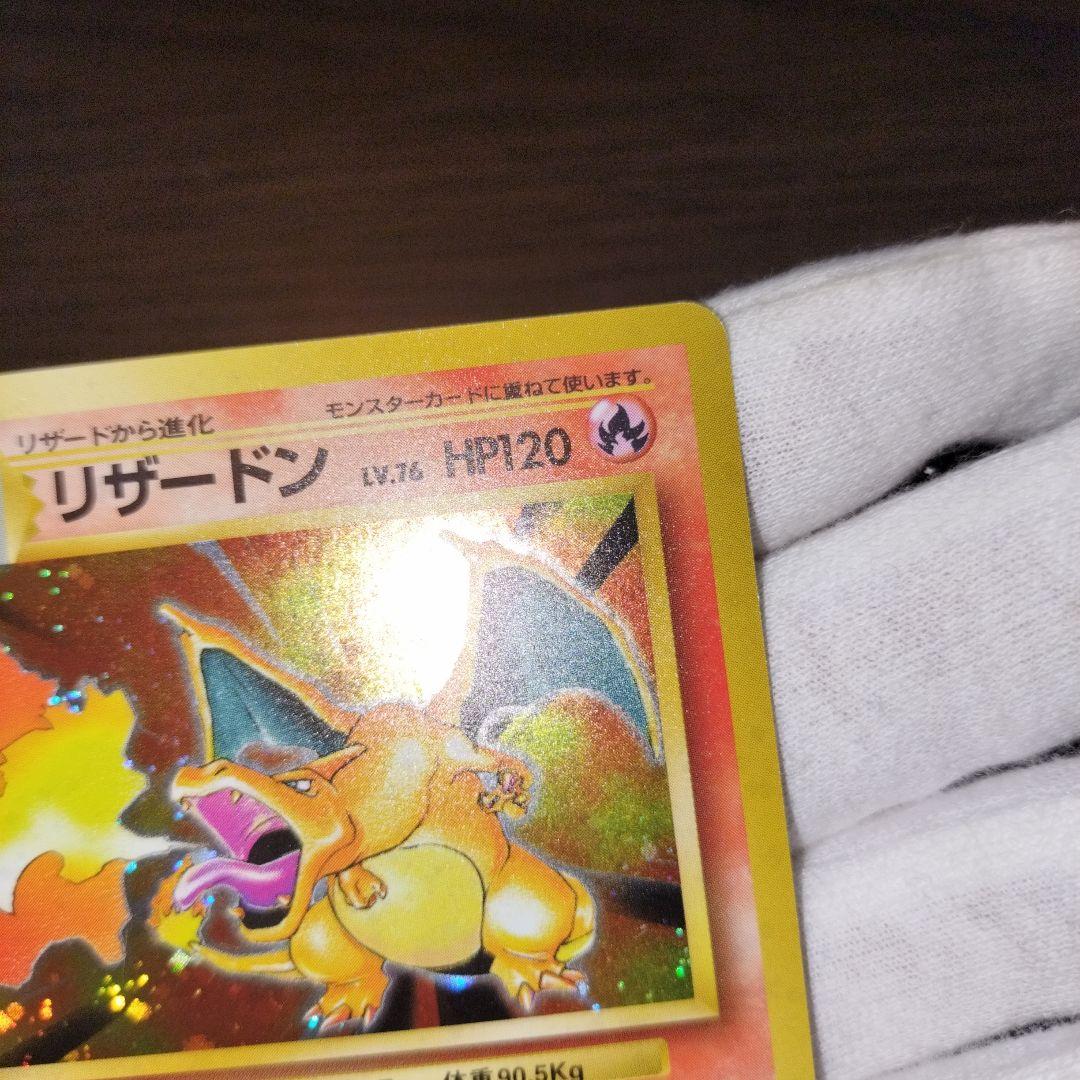 リザードから進化
モンスターカードに重ねて使います。
リザードン LV.76 HP120
体重90.5Kg